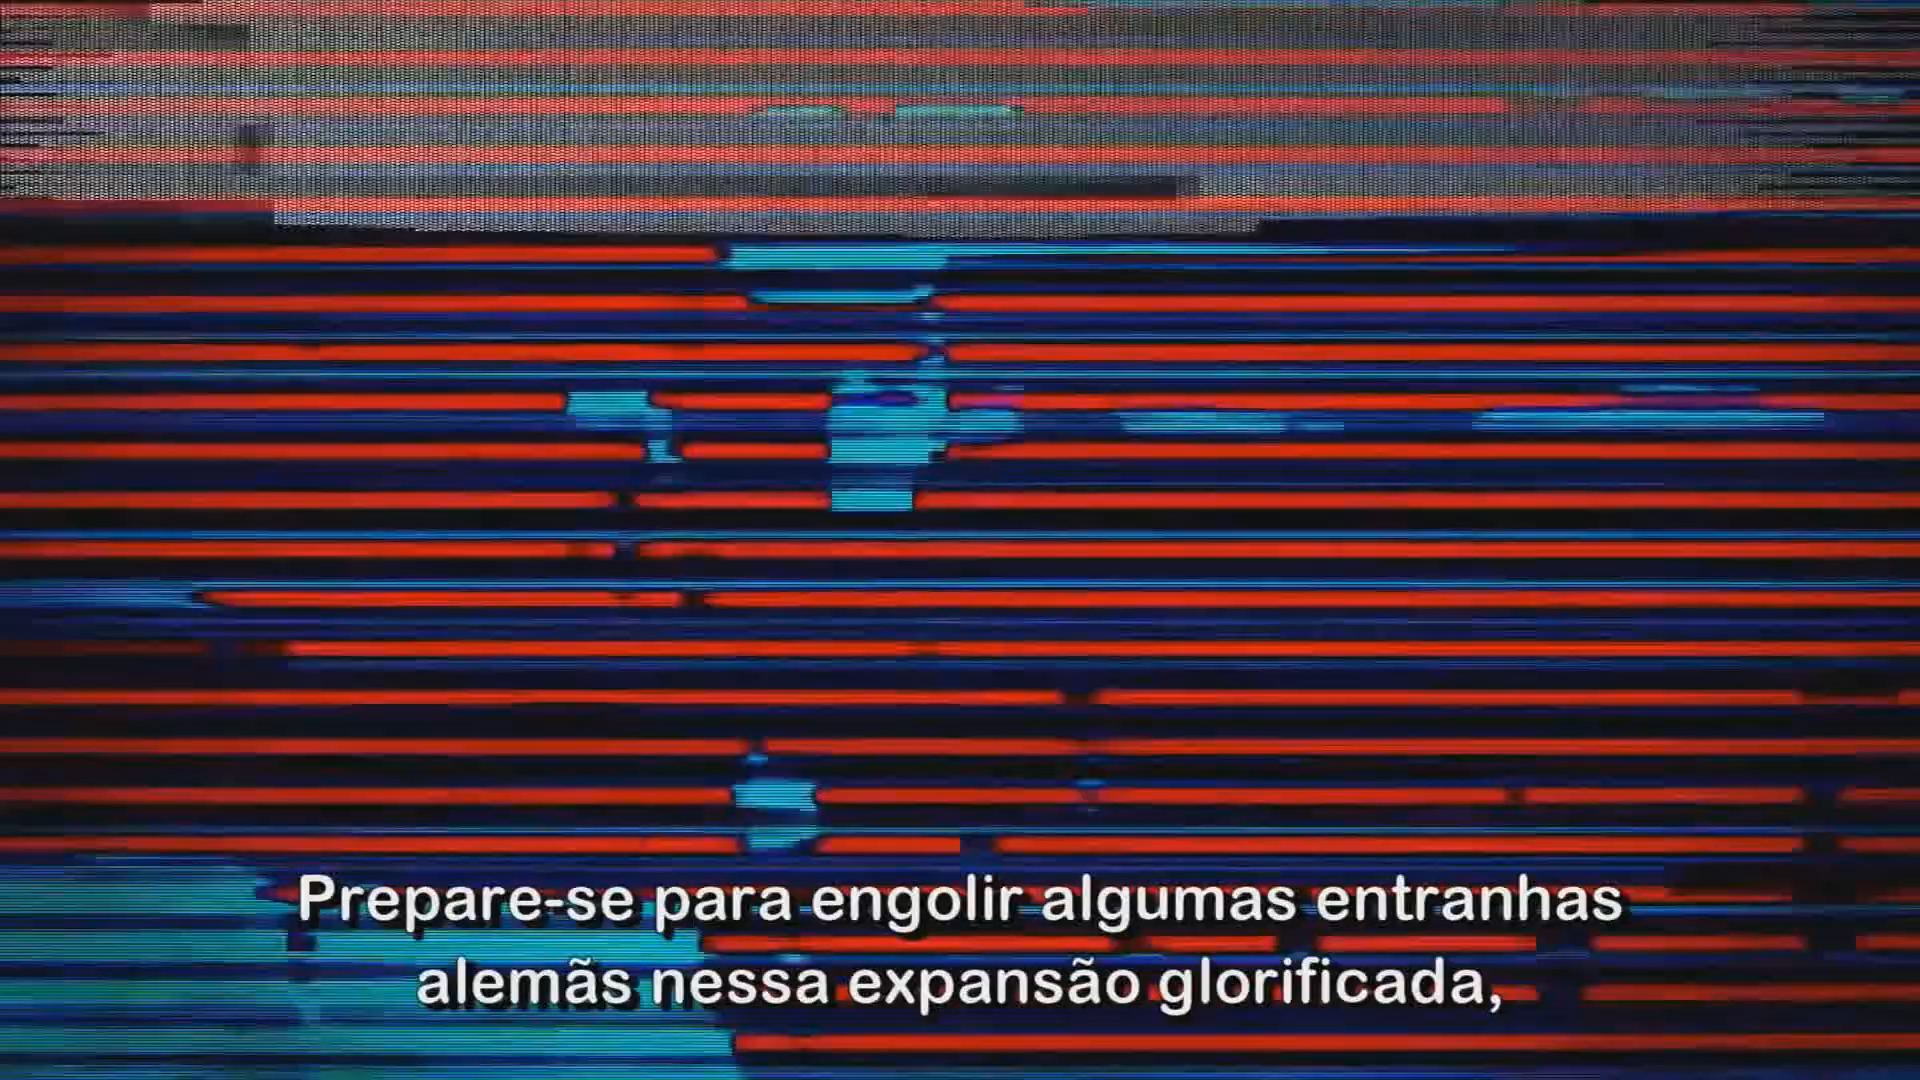 Prepare-se para engolir algumas entranhas
alemãs nessa expansão glorificada,